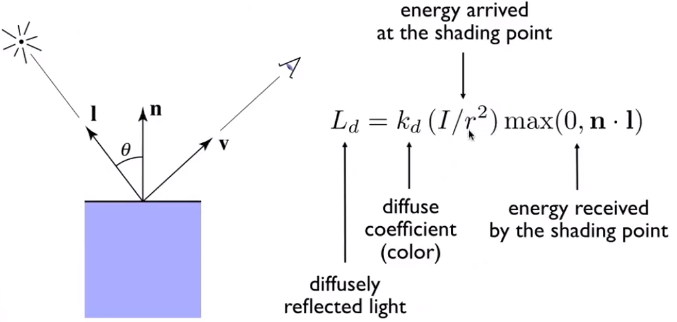 energy arrived
at the shading point
l
n
θ
v
L_d = k_d (I/r²) max(0, n · l)
diffuse
coefficient
(color)
energy received
by the shading point
diffusely
reflected light